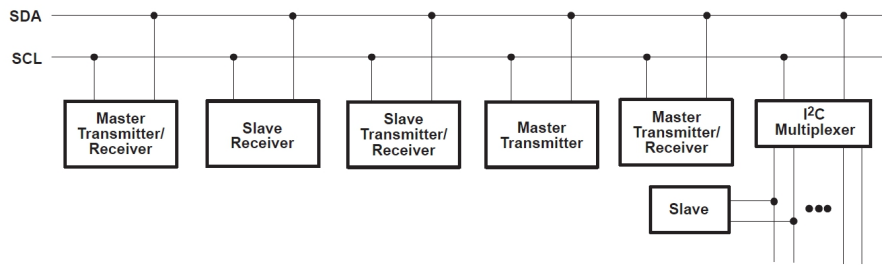 SDA
SCL
Master
Transmitter/
Receiver
Slave
Receiver
Slave
Transmitter/
Receiver
Master
Transmitter
Master
Transmitter/
Receiver
I²C
Multiplexer
Slave